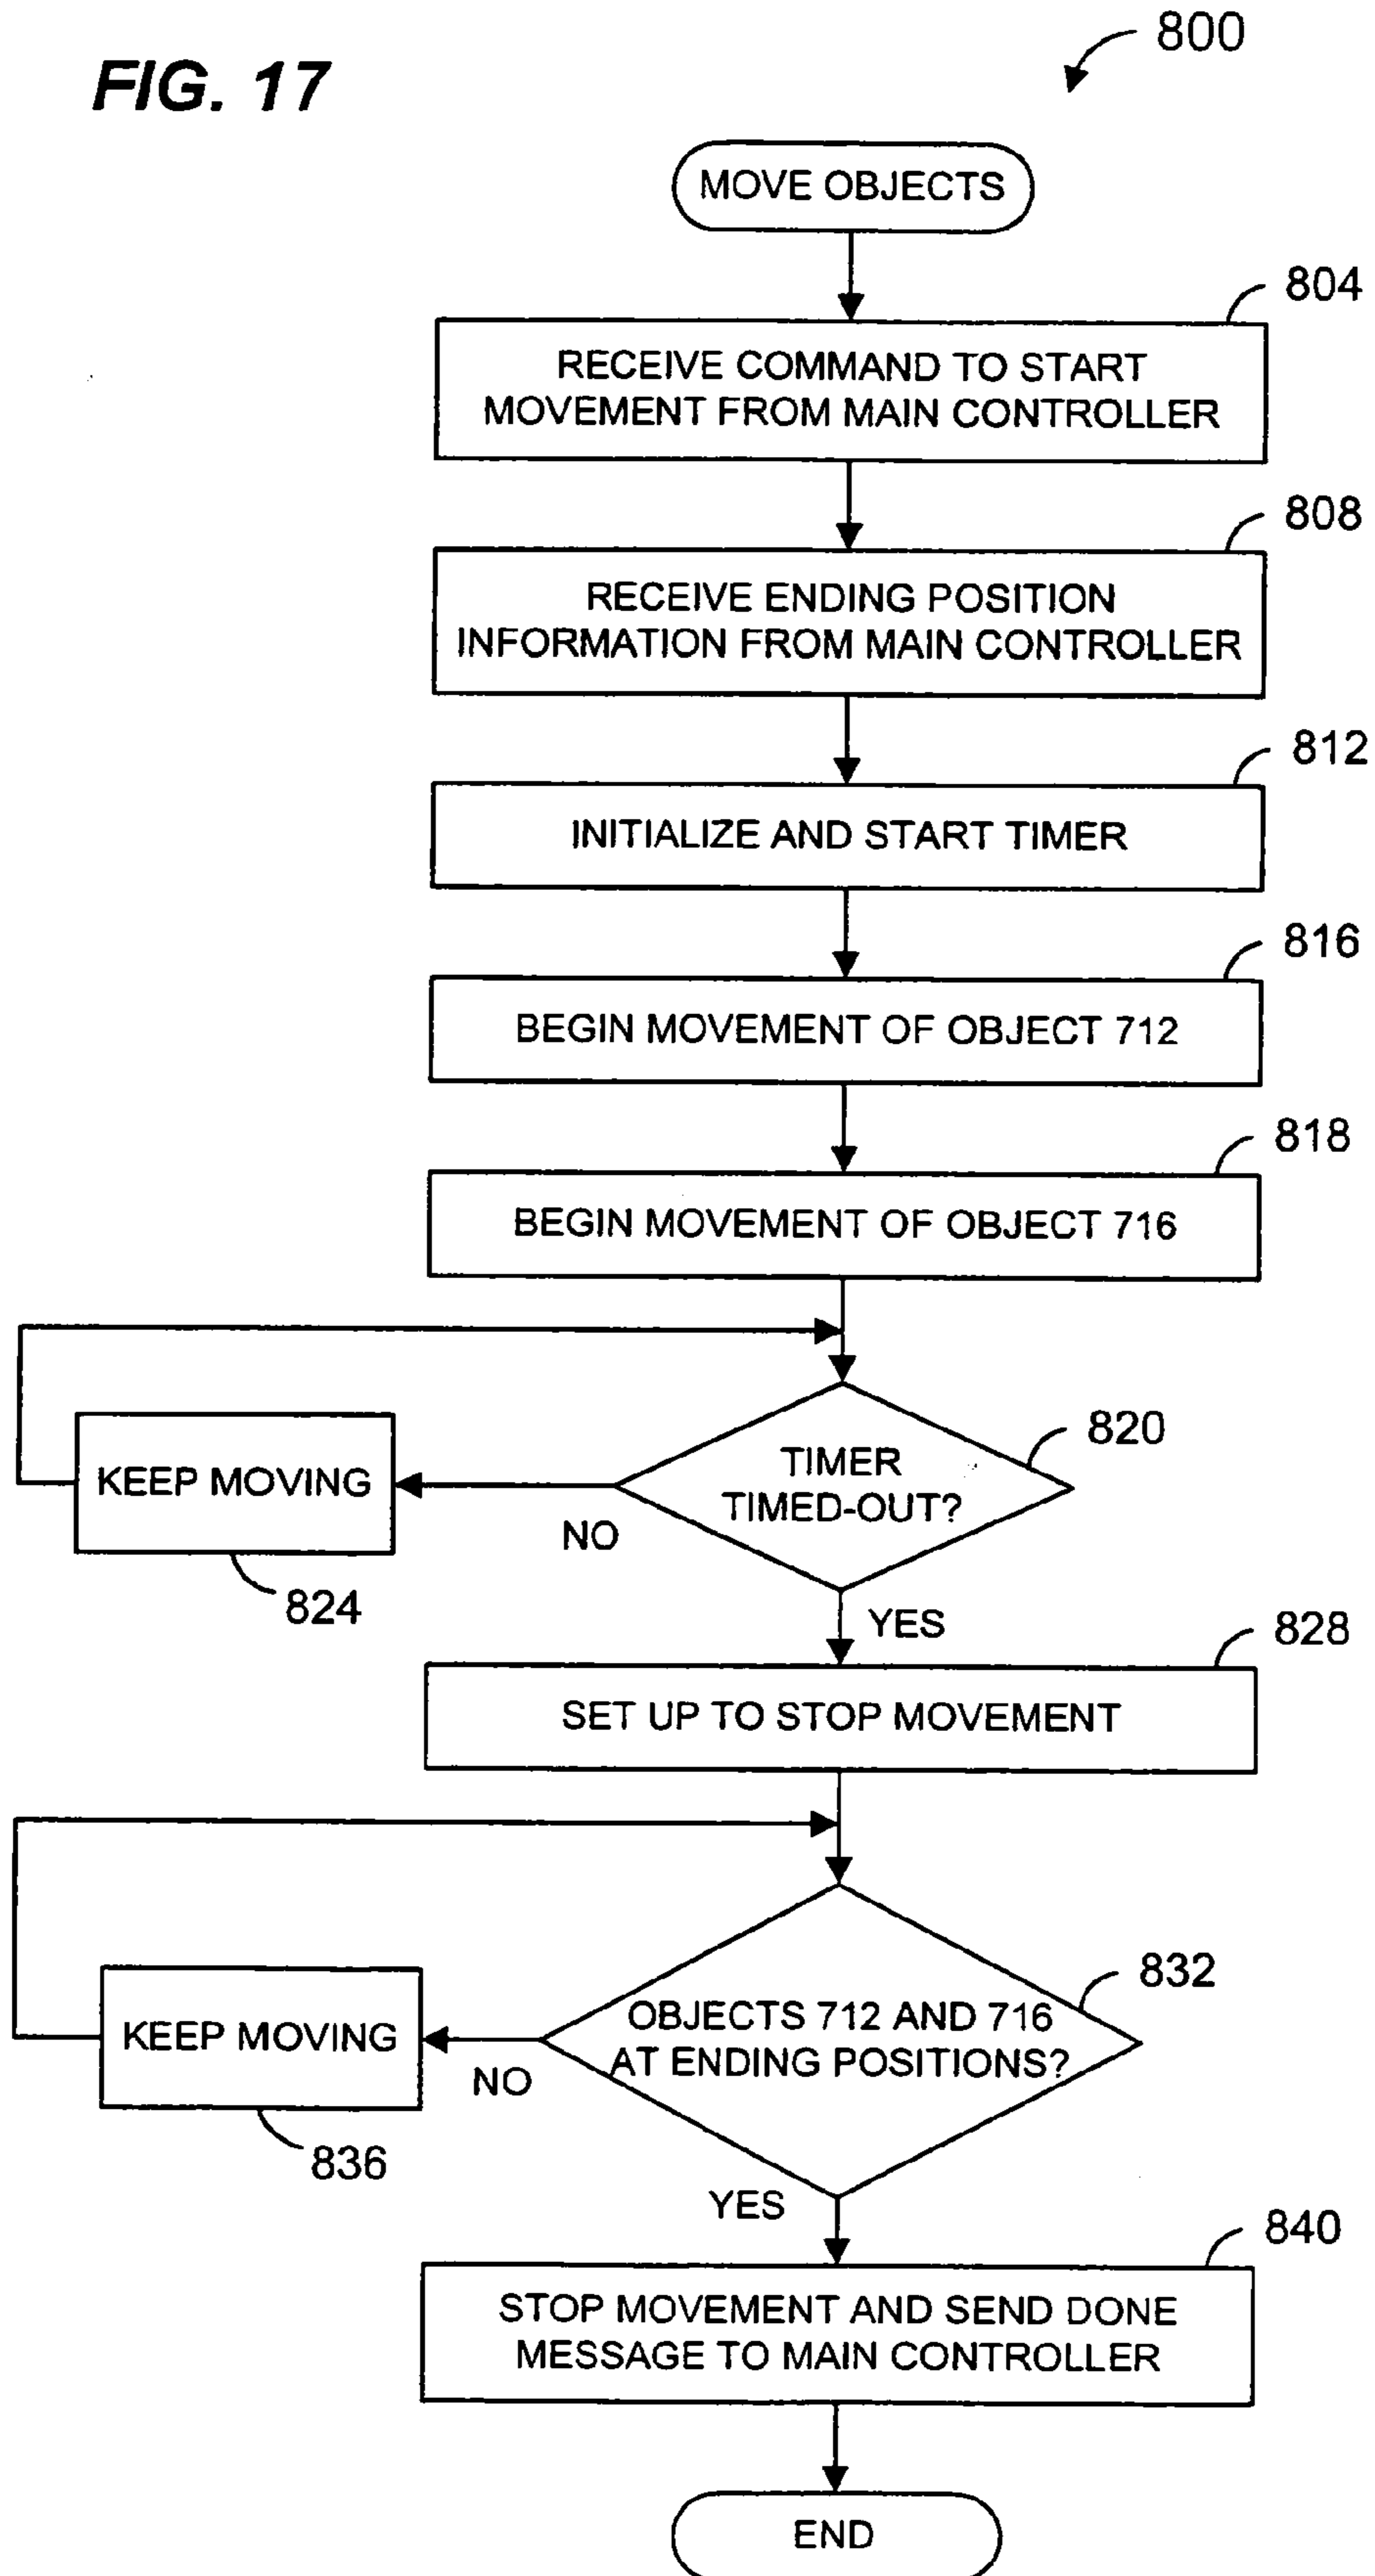 FIG. 17
800
MOVE OBJECTS
804
RECEIVE COMMAND TO START
MOVEMENT FROM MAIN CONTROLLER
808
RECEIVE ENDING POSITION
INFORMATION FROM MAIN CONTROLLER
812
INITIALIZE AND START TIMER
816
BEGIN MOVEMENT OF OBJECT 712
818
BEGIN MOVEMENT OF OBJECT 716
820
TIMER
TIMED-OUT?
KEEP MOVING
NO
824
YES
828
SET UP TO STOP MOVEMENT
832
OBJECTS 712 AND 716
AT ENDING POSITIONS?
KEEP MOVING
NO
836
YES
840
STOP MOVEMENT AND SEND DONE
MESSAGE TO MAIN CONTROLLER
END